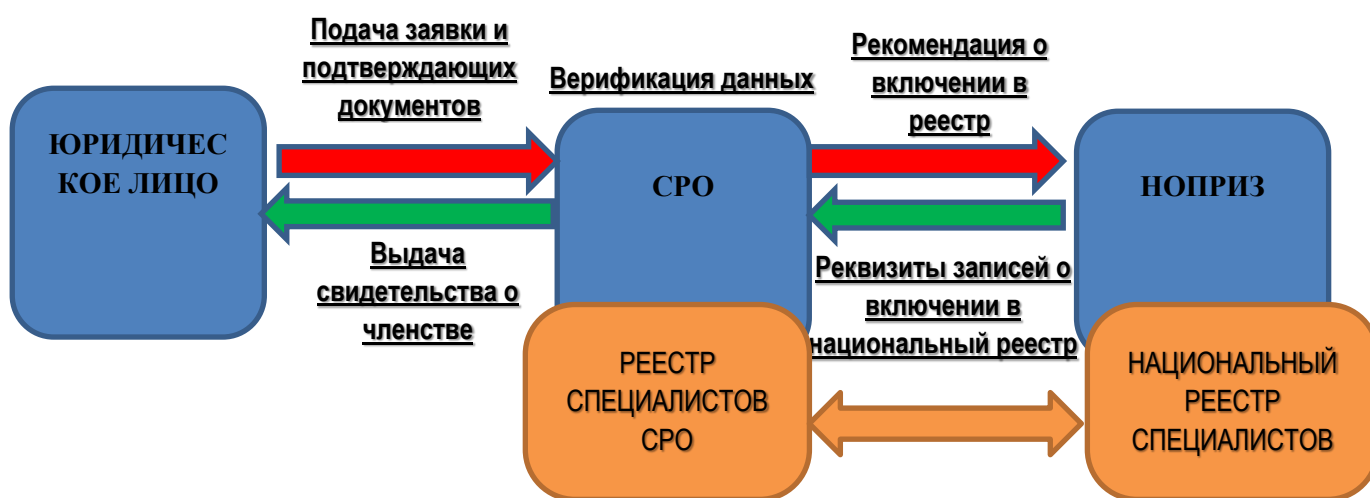 Подача заявки и
подтверждающих
документов
Верификация данных
Рекомендация о
включении в
реестр
ЮРИДИЧЕС
КОЕ ЛИЦО
СРО
НОПРИЗ
Выдача
свидетельства о
членстве
Реквизиты записей о
включении в
национальный реестр
РЕЕСТР
СПЕЦИАЛИСТОВ
СРО
НАЦИОНАЛЬНЫЙ
РЕЕСТР
СПЕЦИАЛИСТОВ